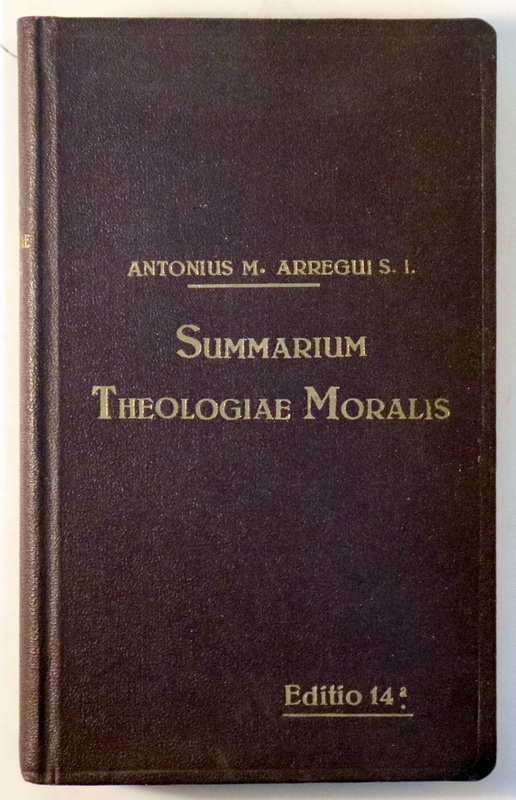 ANTONIUS M. ARREGUI S. I.
SUMMARIUM
THEOLOGIAE MORALIS
Editio 14ª.